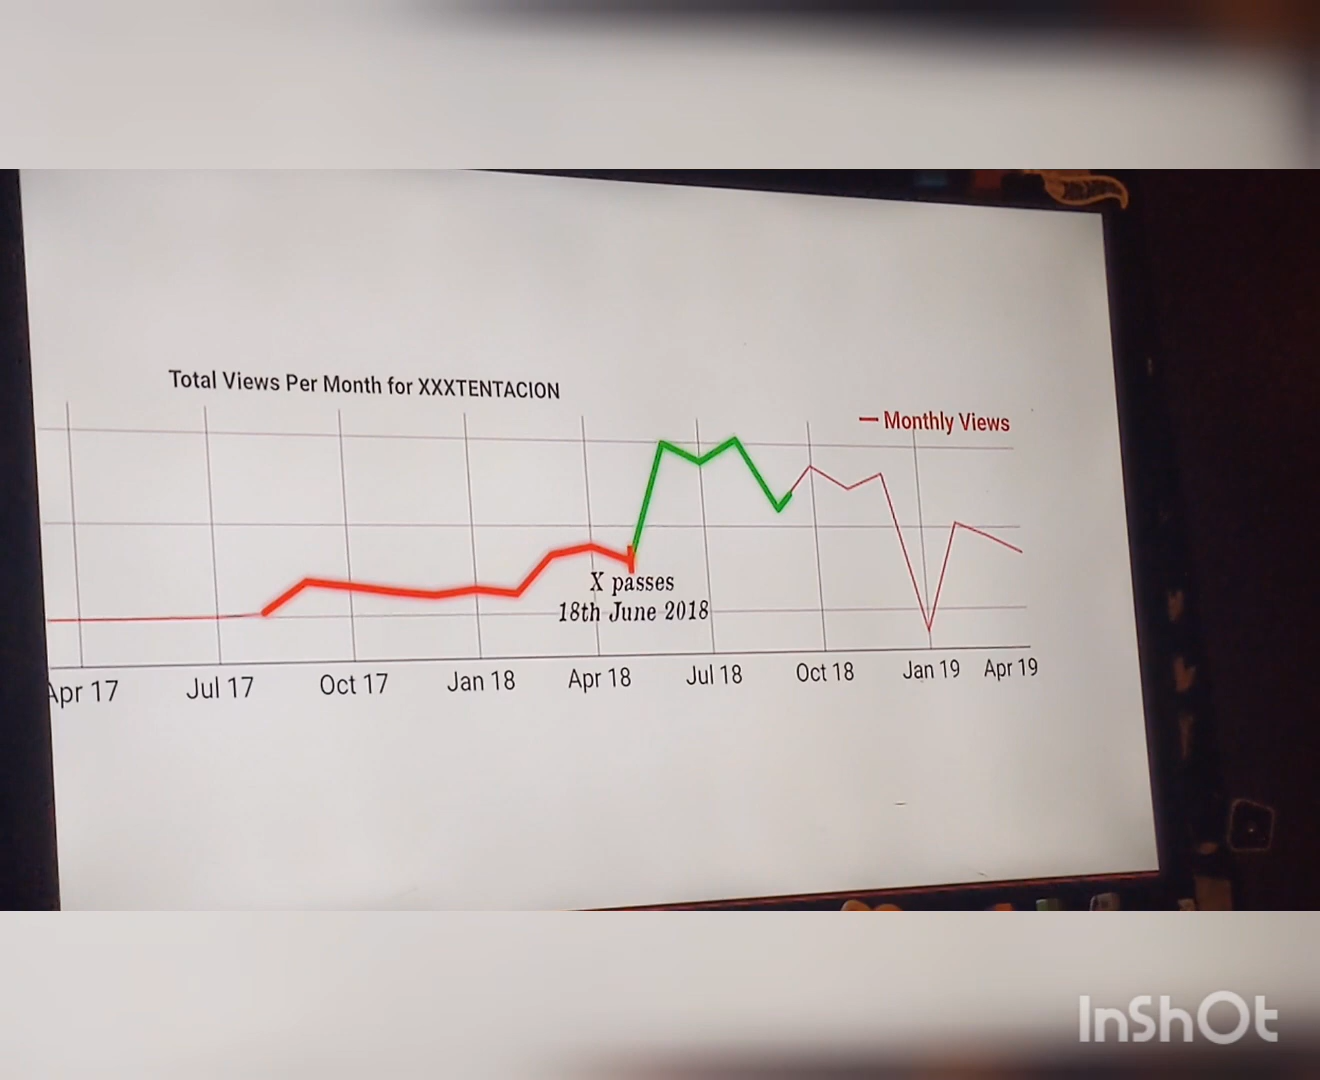 Total Views Per Month for XXXTENTACION
Monthly Views
X passes
18th June 2018
Apr 17 Jul 17 Oct 17 Jan 18 Apr 18 Jul 18 Oct 18 Jan 19 Apr 19
InShOt